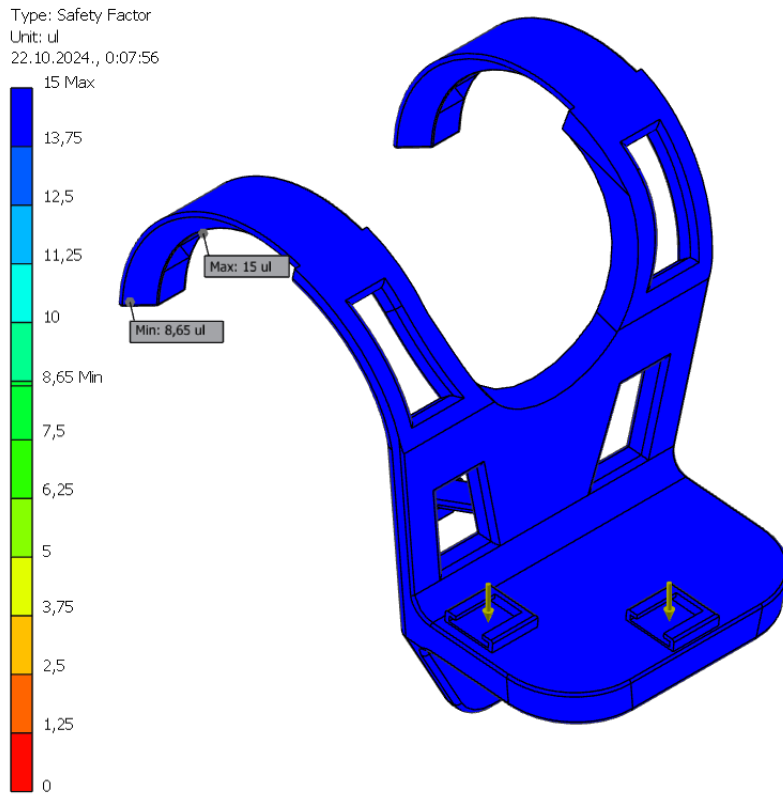 Type: Safety Factor
Unit: ul
22.10.2024., 0:07:56
15 Max
13,75
12,5
11,25
10
8,65 Min
7,5
6,25
5
3,75
2,5
1,25
0
Max: 15 ul
Min: 8,65 ul